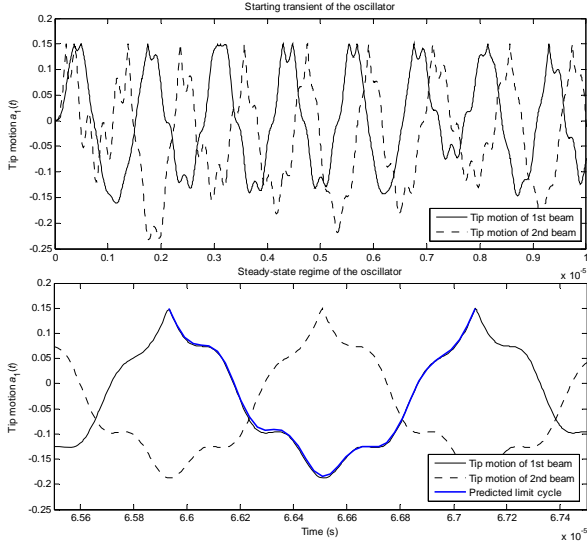 Starting transient of the oscillator
0.2
0.15
0.1
0.05
0
-0.05
-0.1
-0.15
-0.2
-0.25
Tip motion a1(t)
0 0.1 0.2 0.3 0.4 0.5 0.6 0.7 0.8 0.9 1
x 10-5
Tip motion of 1st beam
Tip motion of 2nd beam
Steady-state regime of the oscillator
0.2
0.15
0.1
0.05
0
-0.05
-0.1
-0.15
-0.2
-0.25
Tip motion a1(t)
6.56 6.58 6.6 6.62 6.64 6.66 6.68 6.7 6.72 6.74
x 10-5
Time (s)
Tip motion of 1st beam
Tip motion of 2nd beam
Predicted limit cycle